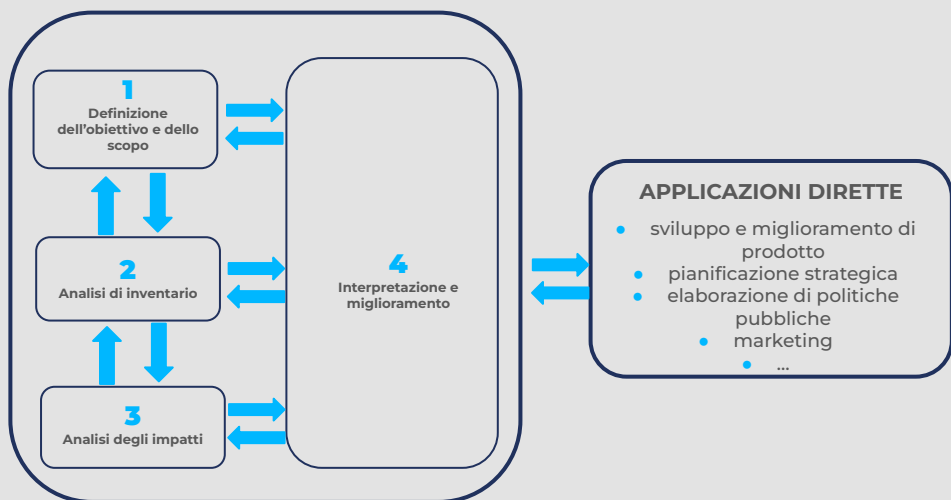 1
Definizione
dell'obiettivo e dello
scopo
2
Analisi di inventario
3
Analisi degli impatti
4
Interpretazione e
miglioramento
APPLICAZIONI DIRETTE
● sviluppo e miglioramento di
prodotto
● pianificazione strategica
● elaborazione di politiche
pubbliche
● marketing
● ...